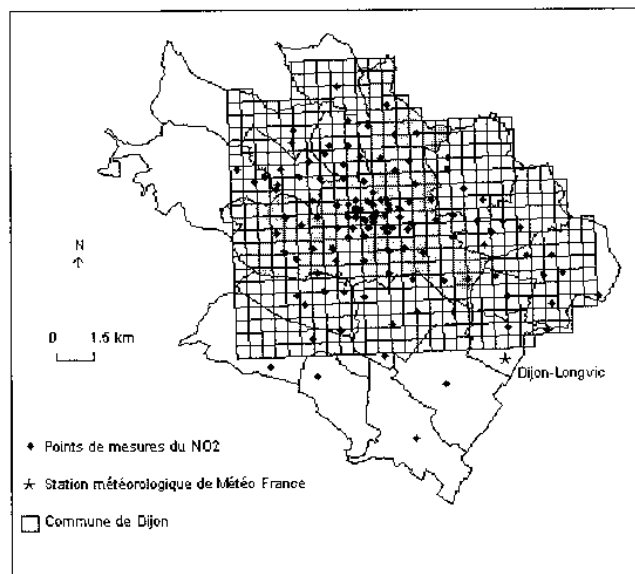 N
0 1.5 km
Dijon-Longvic
Points de mesures du NO2
Station météorologique de Météo France
Commune de Dijon